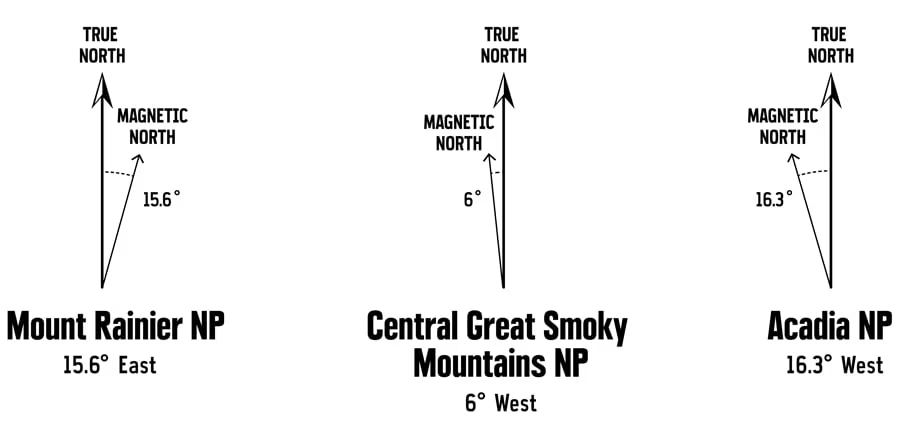 TRUE
NORTH
MAGNETIC
NORTH
15.6°
Mount Rainier NP
15.6° East
TRUE
NORTH
MAGNETIC
NORTH
6°
Central Great Smoky
Mountains NP
6° West
TRUE
NORTH
MAGNETIC
NORTH
16.3°
Acadia NP
16.3° West